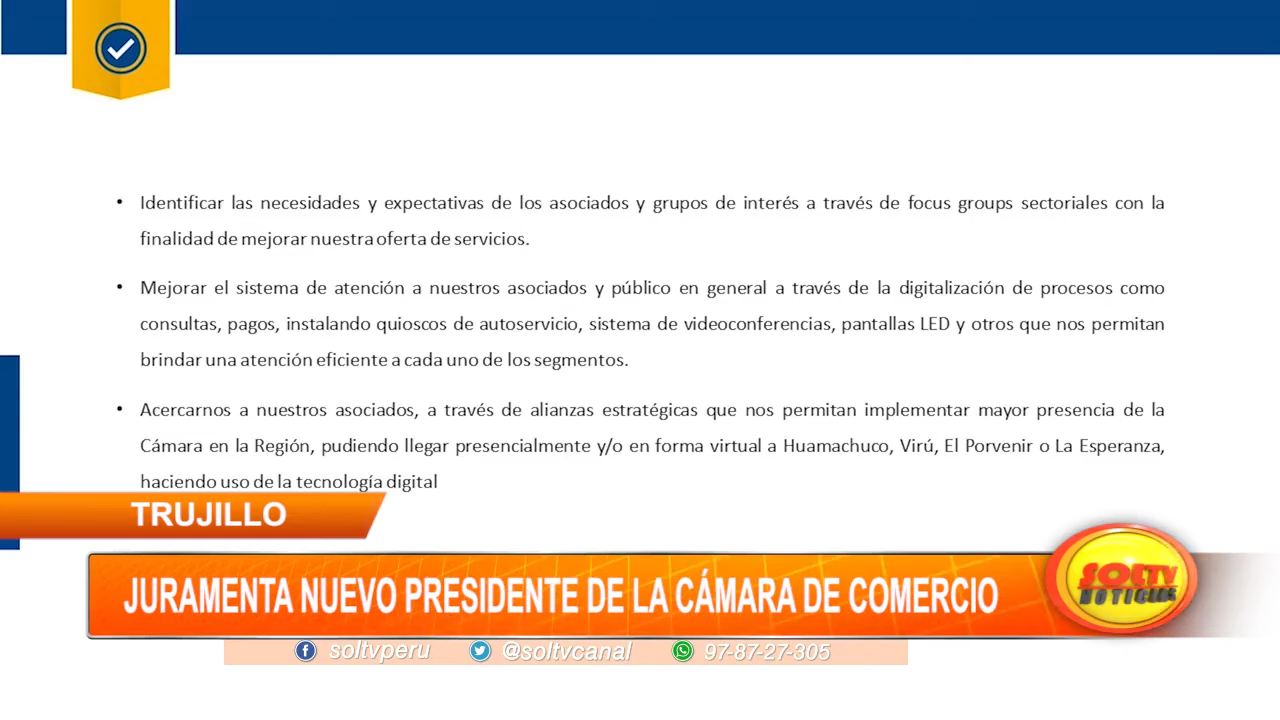 • Identificar las necesidades y expectativas de los asociados y grupos de interés a través de focus groups sectoriales con la
finalidad de mejorar nuestra oferta de servicios.
• Mejorar el sistema de atención a nuestros asociados y público en general a través de la digitalización de procesos como
consultas, pagos, instalando quioscos de autoservicio, sistema de videoconferencias, pantallas LED y otros que nos permitan
brindar una atención eficiente a cada uno de los segmentos.
• Acercarnos a nuestros asociados, a través de alianzas estratégicas que nos permitan implementar mayor presencia de la
Cámara en la Región, pudiendo llegar presencialmente y/o en forma virtual a Huamachuco, Virú, El Porvenir o La Esperanza,
haciendo uso de la tecnología digital
TRUJILLO
JURAMENTA NUEVO PRESIDENTE DE LA CÁMARA DE COMERCIO
SOLTV
NOTICIAS
soltvperu @soltvcanal 97-87-27-305